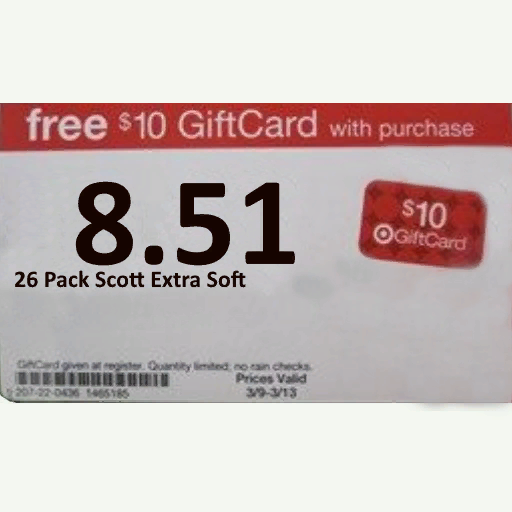 free $10 GiftCard with purchase
8.51
$10
GiftCard
26 Pack Scott Extra Soft
GiftCard given at register. Quantity limited; no rain checks.
Prices Valid
207-22-0436 1465185
3/9-3/13